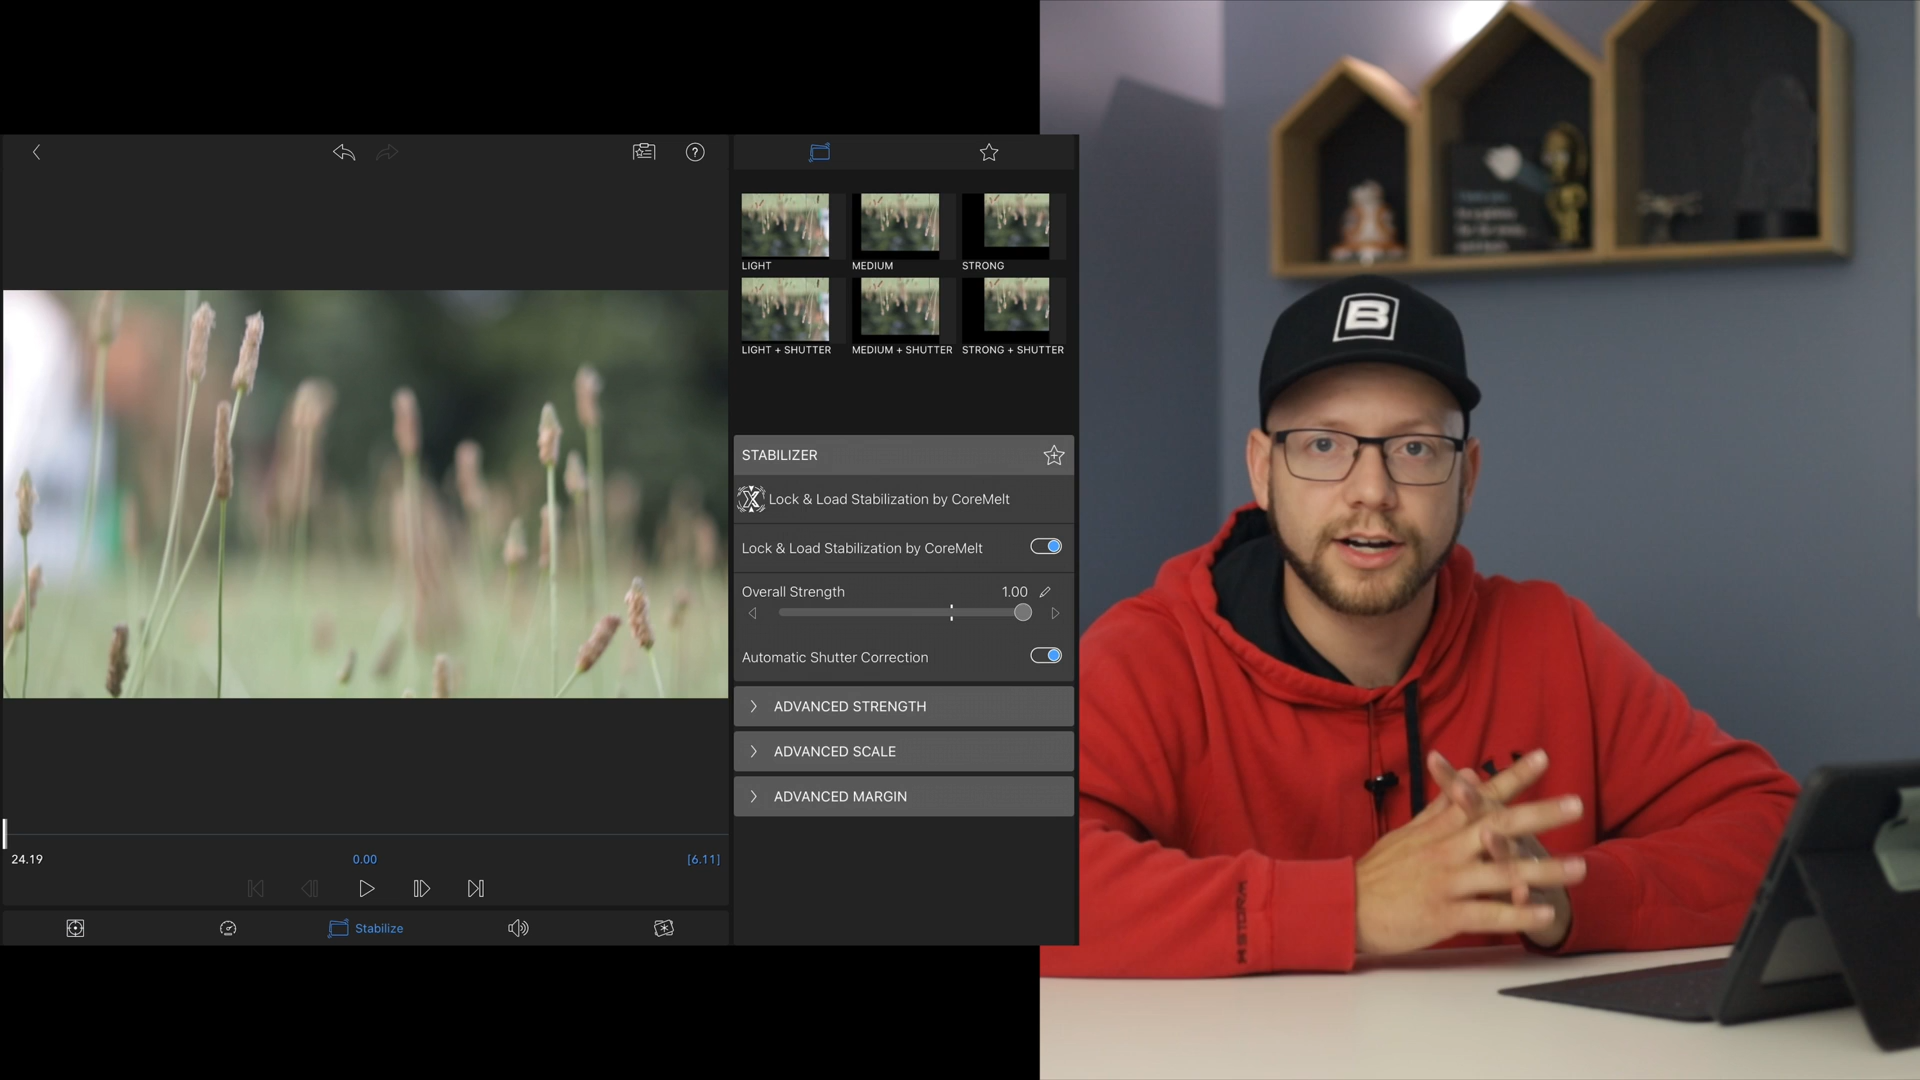 LIGHT
MEDIUM
STRONG
LIGHT + SHUTTER
MEDIUM + SHUTTER
STRONG + SHUTTER
STABILIZER
Lock & Load Stabilization by CoreMelt
Lock & Load Stabilization by CoreMelt
Overall Strength
1.00
Automatic Shutter Correction
ADVANCED STRENGTH
ADVANCED SCALE
ADVANCED MARGIN
24.19
0.00
[6.11]
Stabilize
B